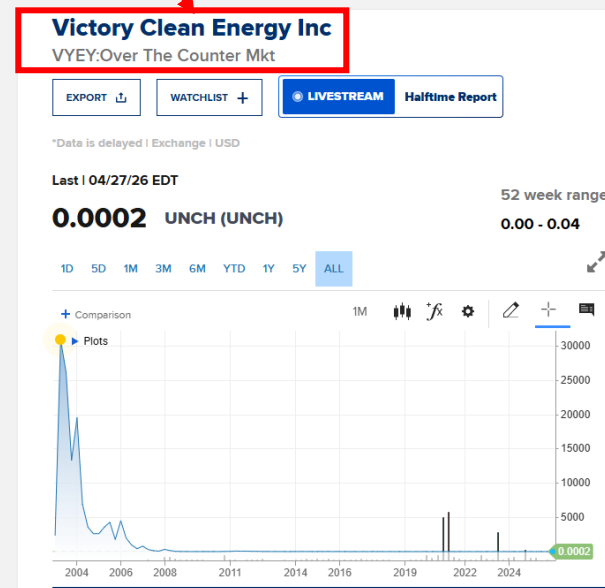 Victory Clean Energy Inc
VYEY:Over The Counter Mkt
EXPORT
WATCHLIST +
LIVESTREAM Halftime Report
*Data is delayed | Exchange | USD
Last | 04/27/26 EDT
52 week range
0.0002 UNCH (UNCH)
0.00 - 0.04
1D 5D 1M 3M 6M YTD 1Y 5Y ALL
+ Comparison 1M +fx
Plots
30000
25000
20000
15000
10000
5000
0.0002
2004 2006 2008 2011 2014 2016 2019 2022 2024